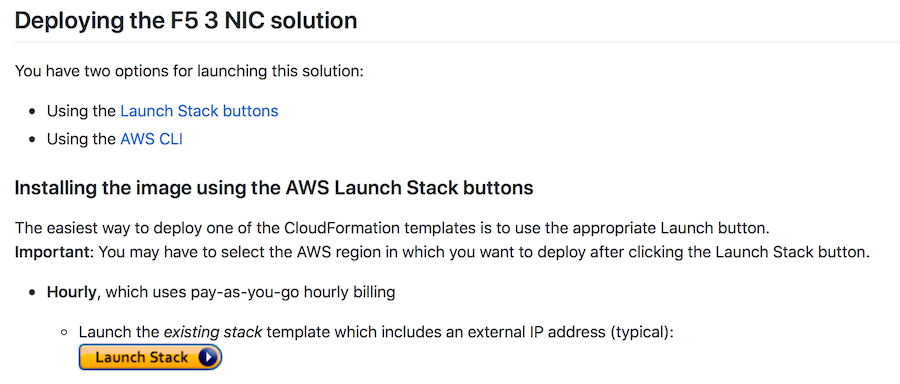 Deploying the F5 3 NIC solution
You have two options for launching this solution:
• Using the Launch Stack buttons
• Using the AWS CLI
Installing the image using the AWS Launch Stack buttons
The easiest way to deploy one of the CloudFormation templates is to use the appropriate Launch button.
Important: You may have to select the AWS region in which you want to deploy after clicking the Launch Stack button.
• Hourly, which uses pay-as-you-go hourly billing
◦ Launch the existing stack template which includes an external IP address (typical):
Launch Stack